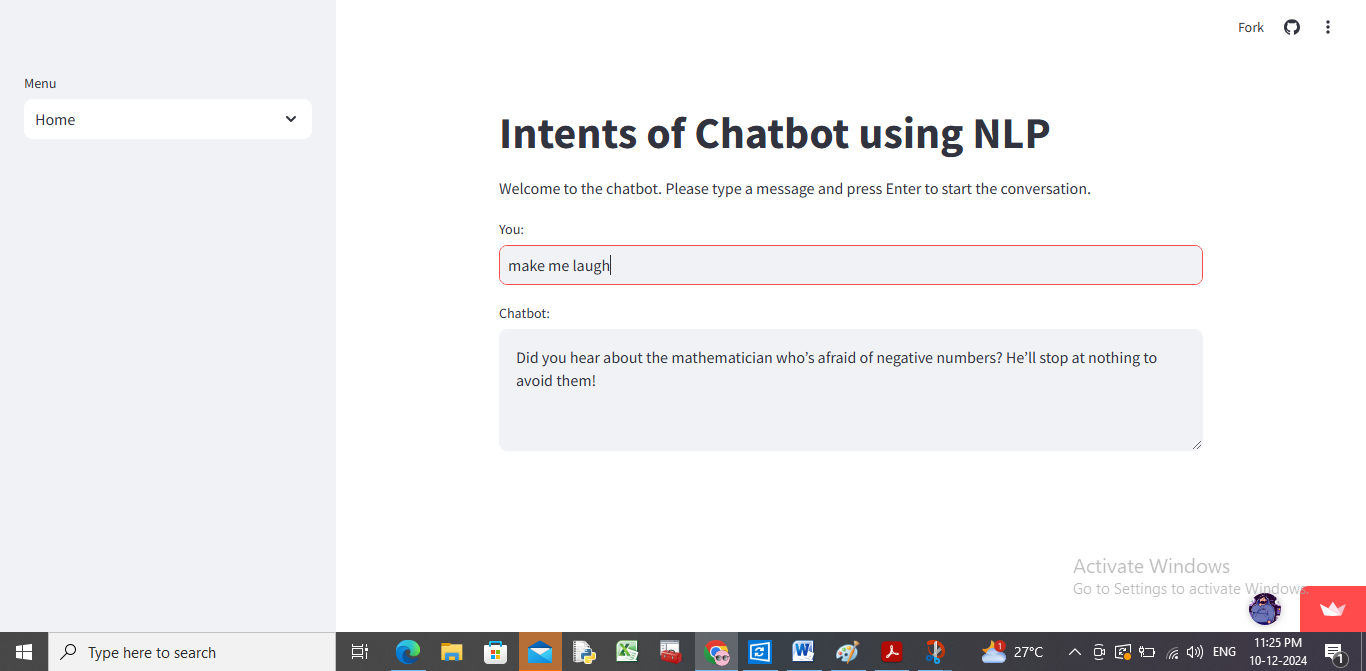 Fork
Menu
Home
Intents of Chatbot using NLP
Welcome to the chatbot. Please type a message and press Enter to start the conversation.
You:
make me laugh
Chatbot:
Did you hear about the mathematician who’s afraid of negative numbers? He’ll stop at nothing to
avoid them!
Activate Windows
Go to Settings to activate Windows.
Type here to search
1
27°C
ENG
11:25 PM
10-12-2024
1